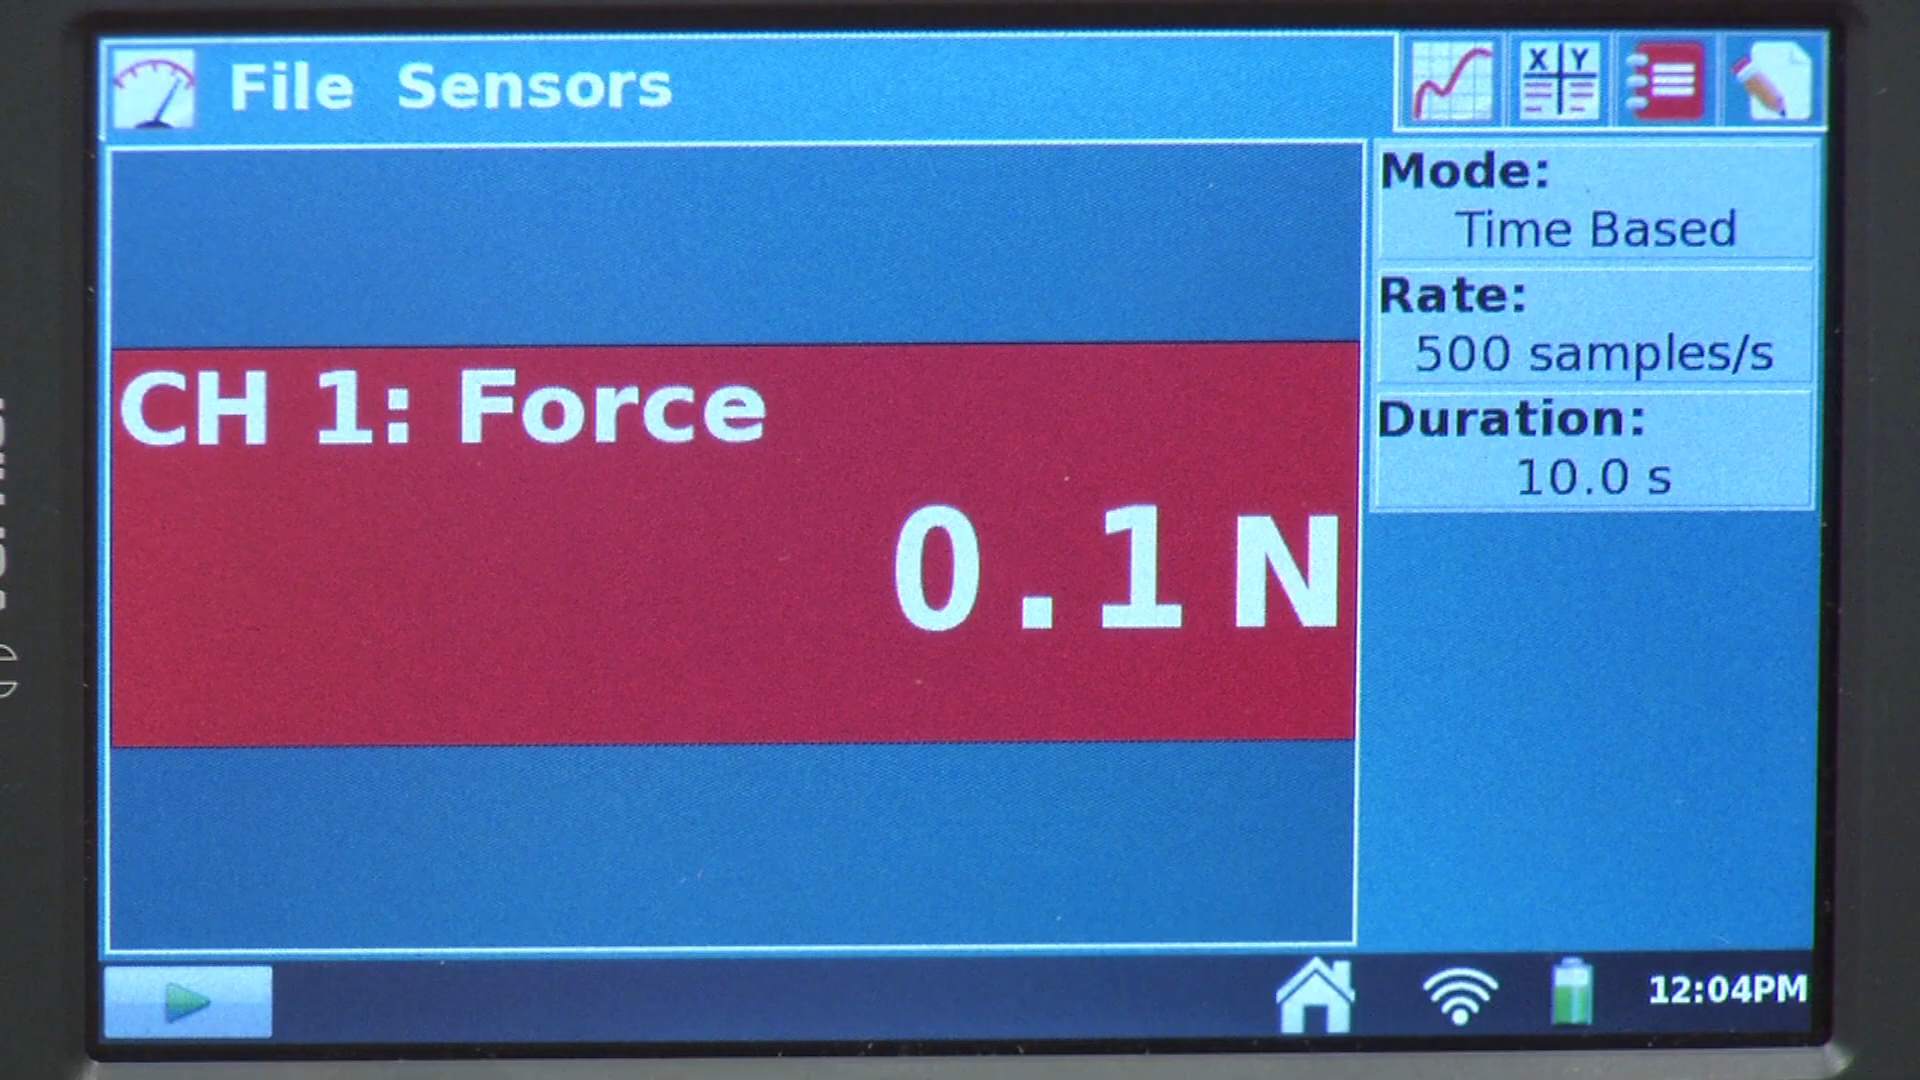 File Sensors
X Y
Mode:
Time Based
Rate:
500 samples/s
Duration:
10.0 s
CH 1: Force
0.1 N
12:04PM